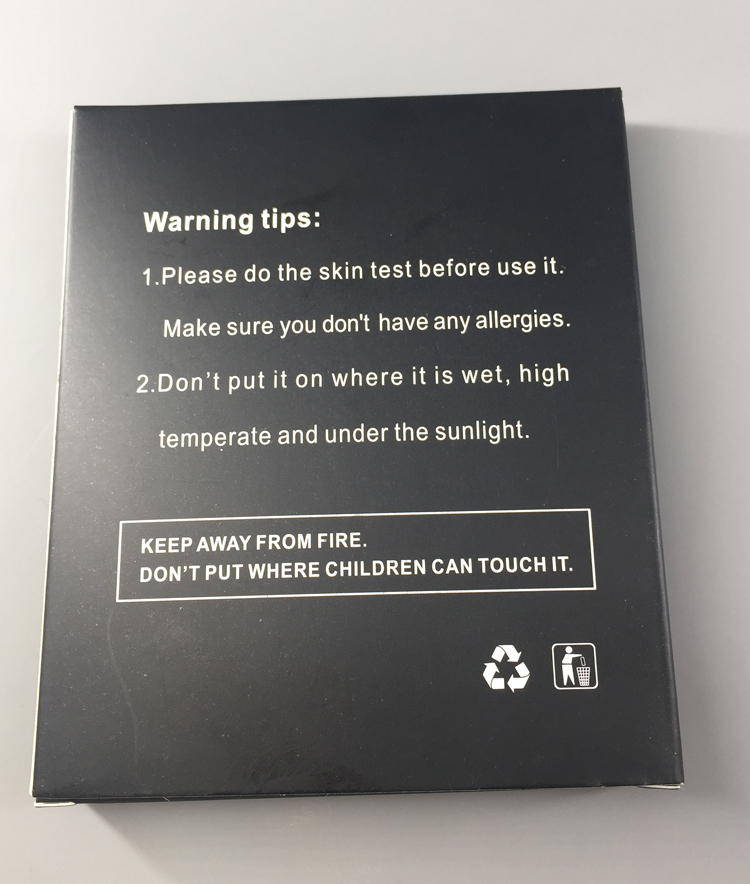 Warning tips:
1.Please do the skin test before use it.
Make sure you don't have any allergies.
2.Don't put it on where it is wet, high
temperate and under the sunlight.
KEEP AWAY FROM FIRE.
DON'T PUT WHERE CHILDREN CAN TOUCH IT.